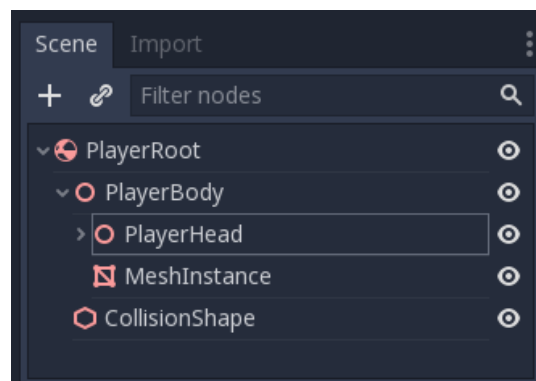 Scene Import
Filter nodes
PlayerRoot
PlayerBody
PlayerHead
MeshInstance
CollisionShape